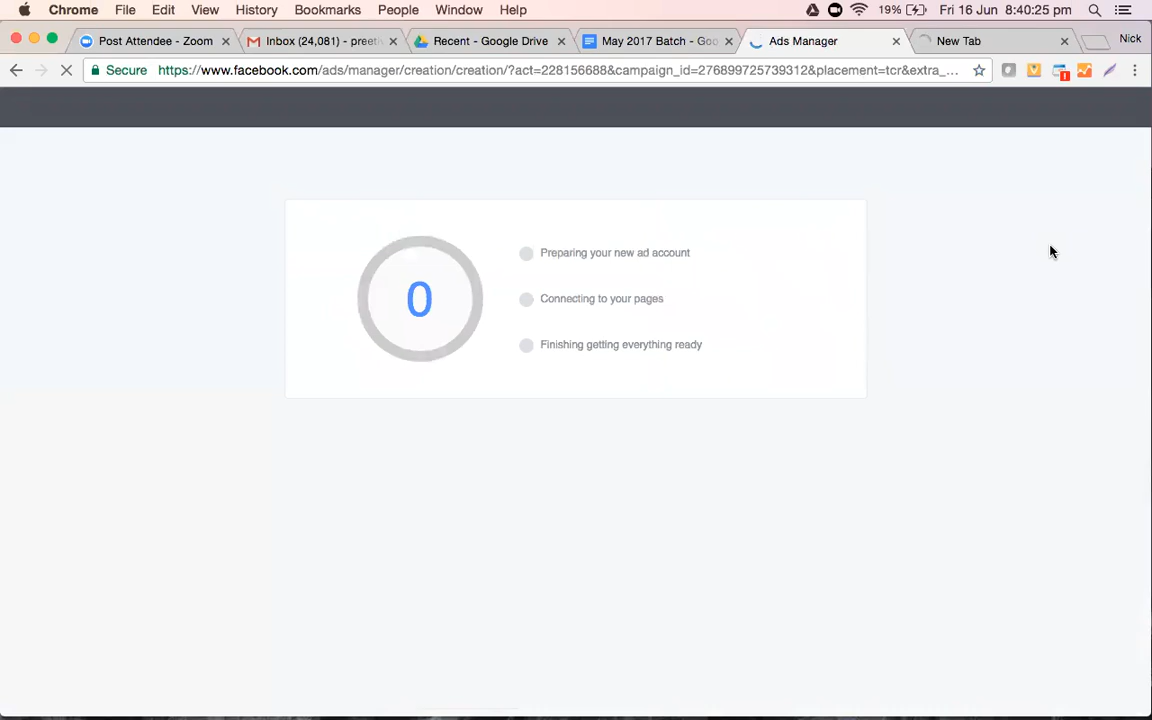 Chrome File Edit View History Bookmarks People Window Help 19% Fri 16 Jun 8:40:25 pm
Post Attendee - Zoom Inbox (24,081) - preeti Recent - Google Drive May 2017 Batch - Goo Ads Manager New Tab Nick
Secure https://www.facebook.com/ads/manager/creation/creation/?act=228156688&campaign_id=276899725739312&placement=tcr&extra_...
Preparing your new ad account
0 Connecting to your pages
Finishing getting everything ready